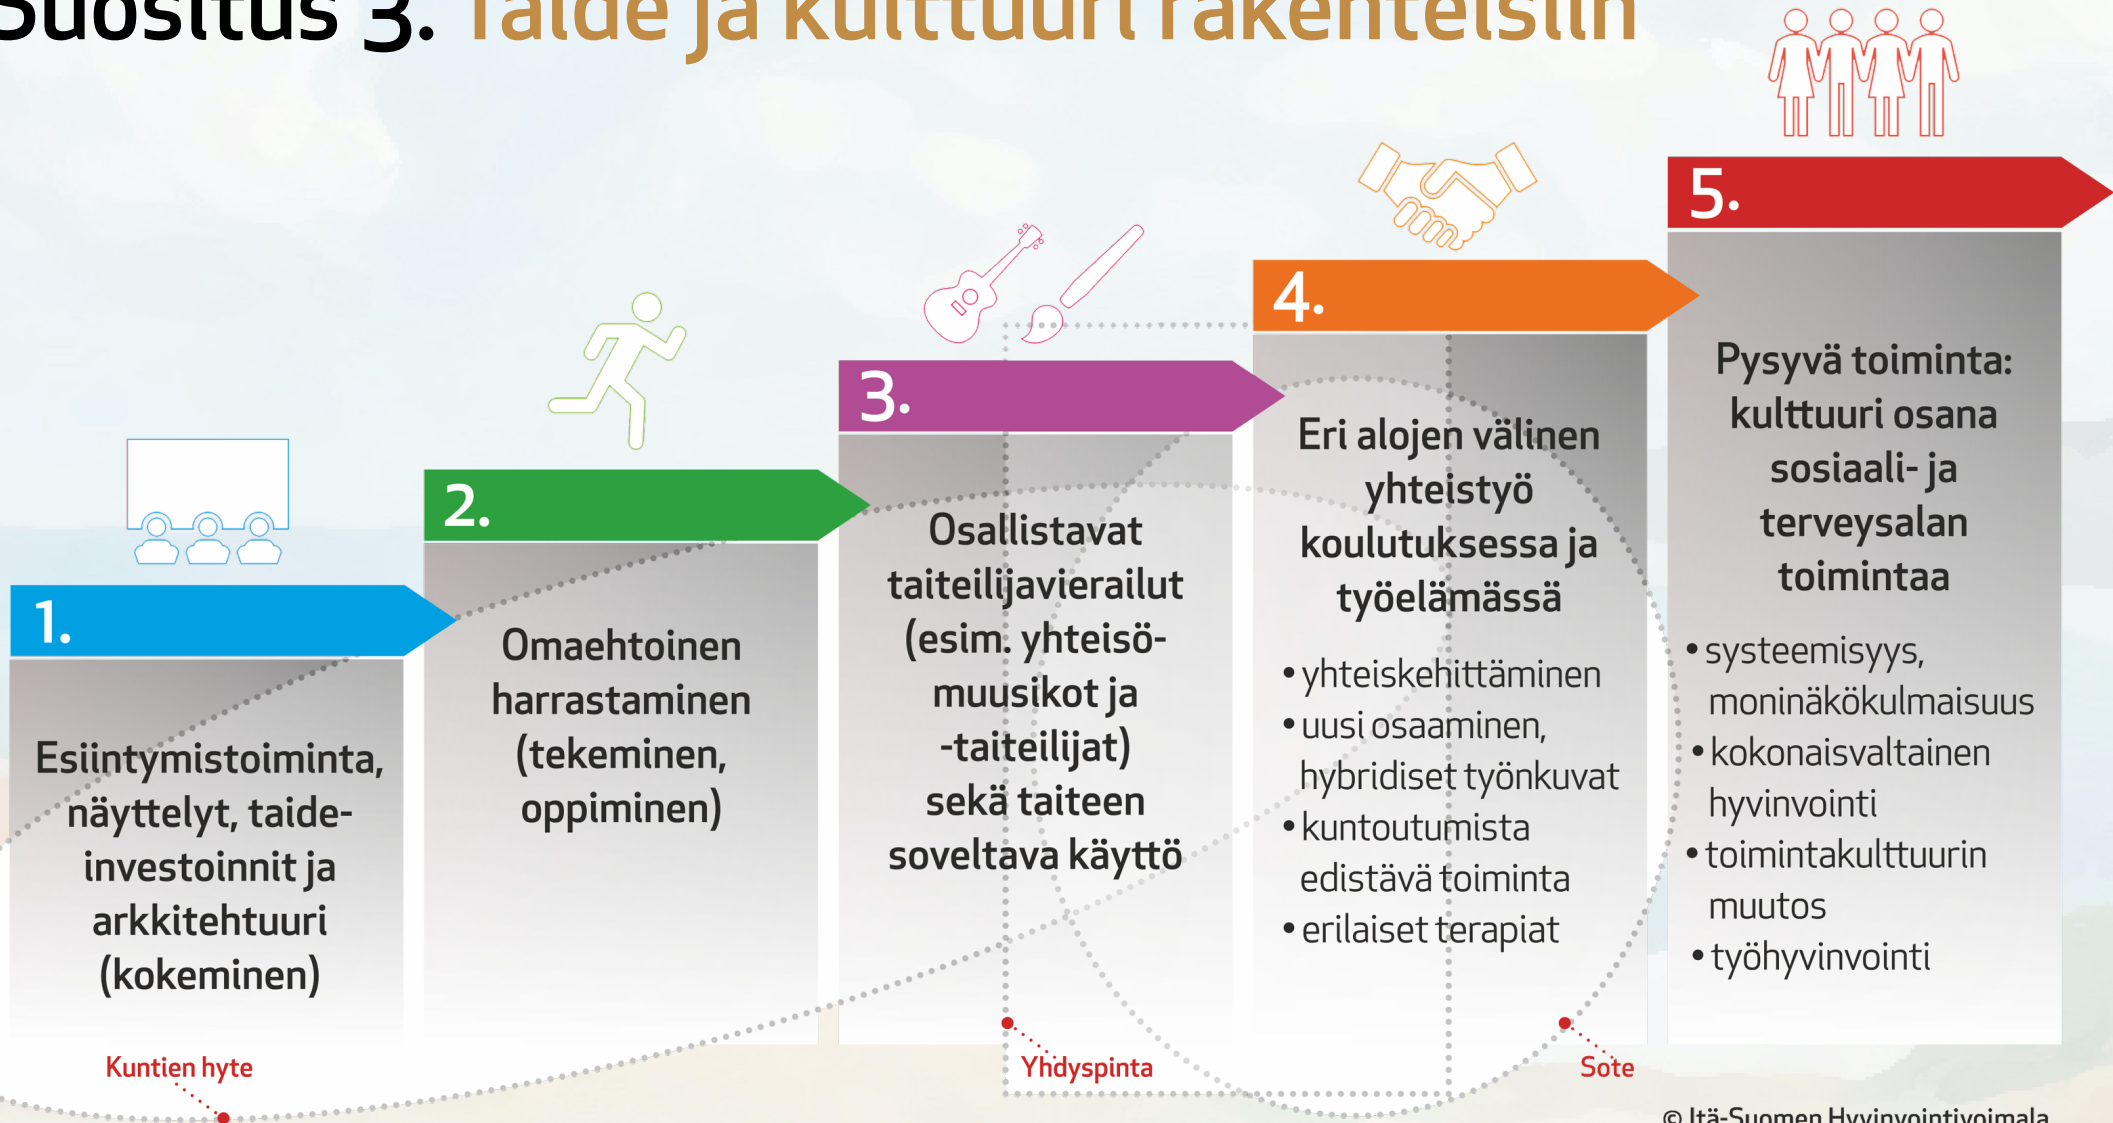 Suositus 3. Taide ja kulttuuri rakenteisiin
1.
Esiintymistoiminta,
näyttelyt, taide-
investoinnit ja
arkkitehtuuri
(kokeminen)
2.
Omaehtoinen
harrastaminen
(tekeminen,
oppiminen)
3.
Osallistavat
taiteilijavierailut
(esim. yhteisö-
muusikot ja
-taiteilijat)
sekä taiteen
soveltava käyttö
4.
Eri alojen välinen
yhteistyö
koulutuksessa ja
työelämässä
• yhteiskehittäminen
• uusi osaaminen,
hybridiset työnkuvat
• kuntoutumista
edistävä toiminta
• erilaiset terapiat
5.
Pysyvä toiminta:
kulttuuri osana
sosiaali- ja
terveysalan
toimintaa
• systeemisyys,
moninäkökulmaisuus
• kokonaisvaltainen
hyvinvointi
• toimintakulttuurin
muutos
• työhyvinvointi
Kuntien hyte
Yhdyspinta
Sote
© Itä-Suomen Hyvinvointivoimala